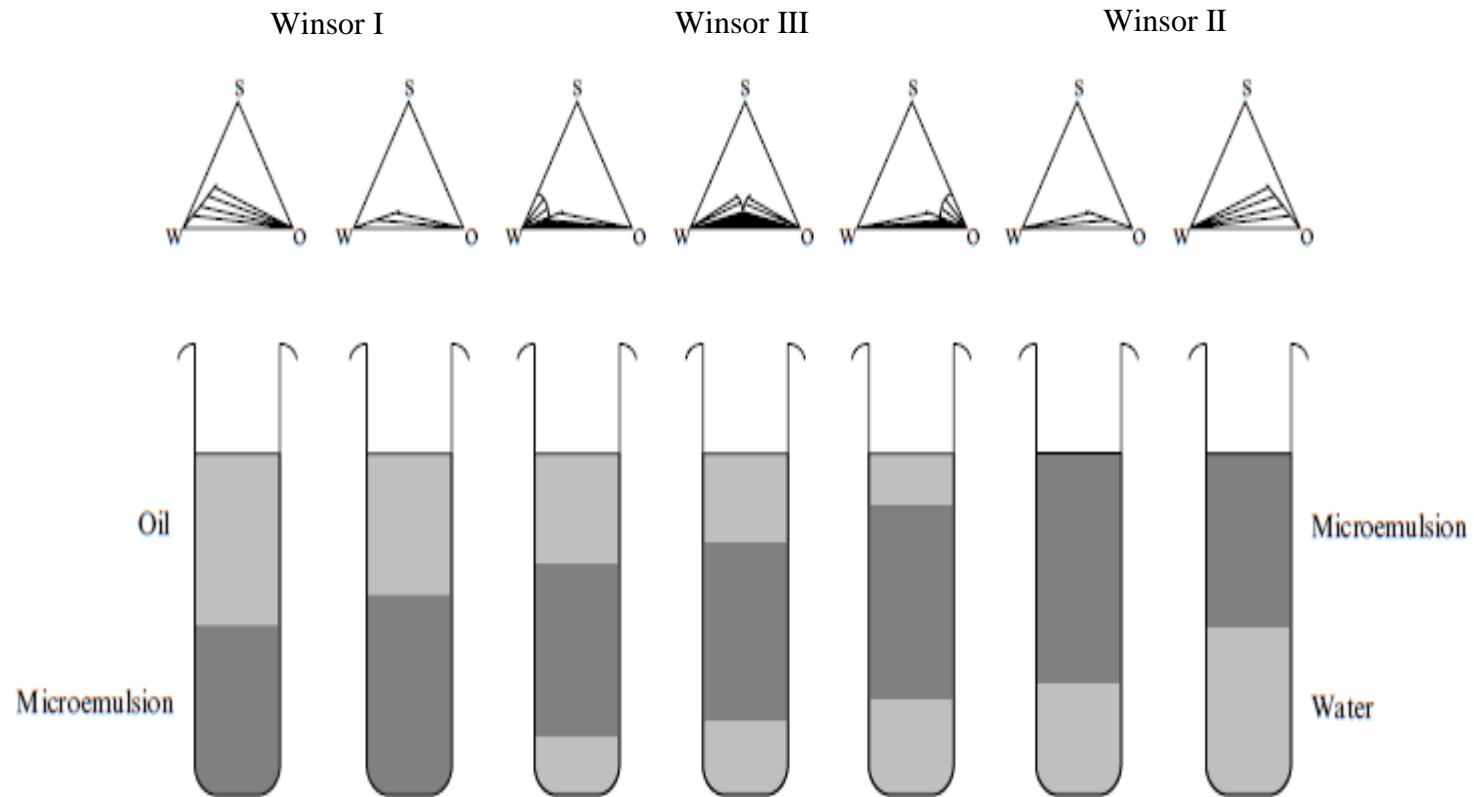 Winsor I Winsor III Winsor II
S S S S S S S
W O W O W O W O W O W O W O
Oil Microemulsion
Microemulsion Water